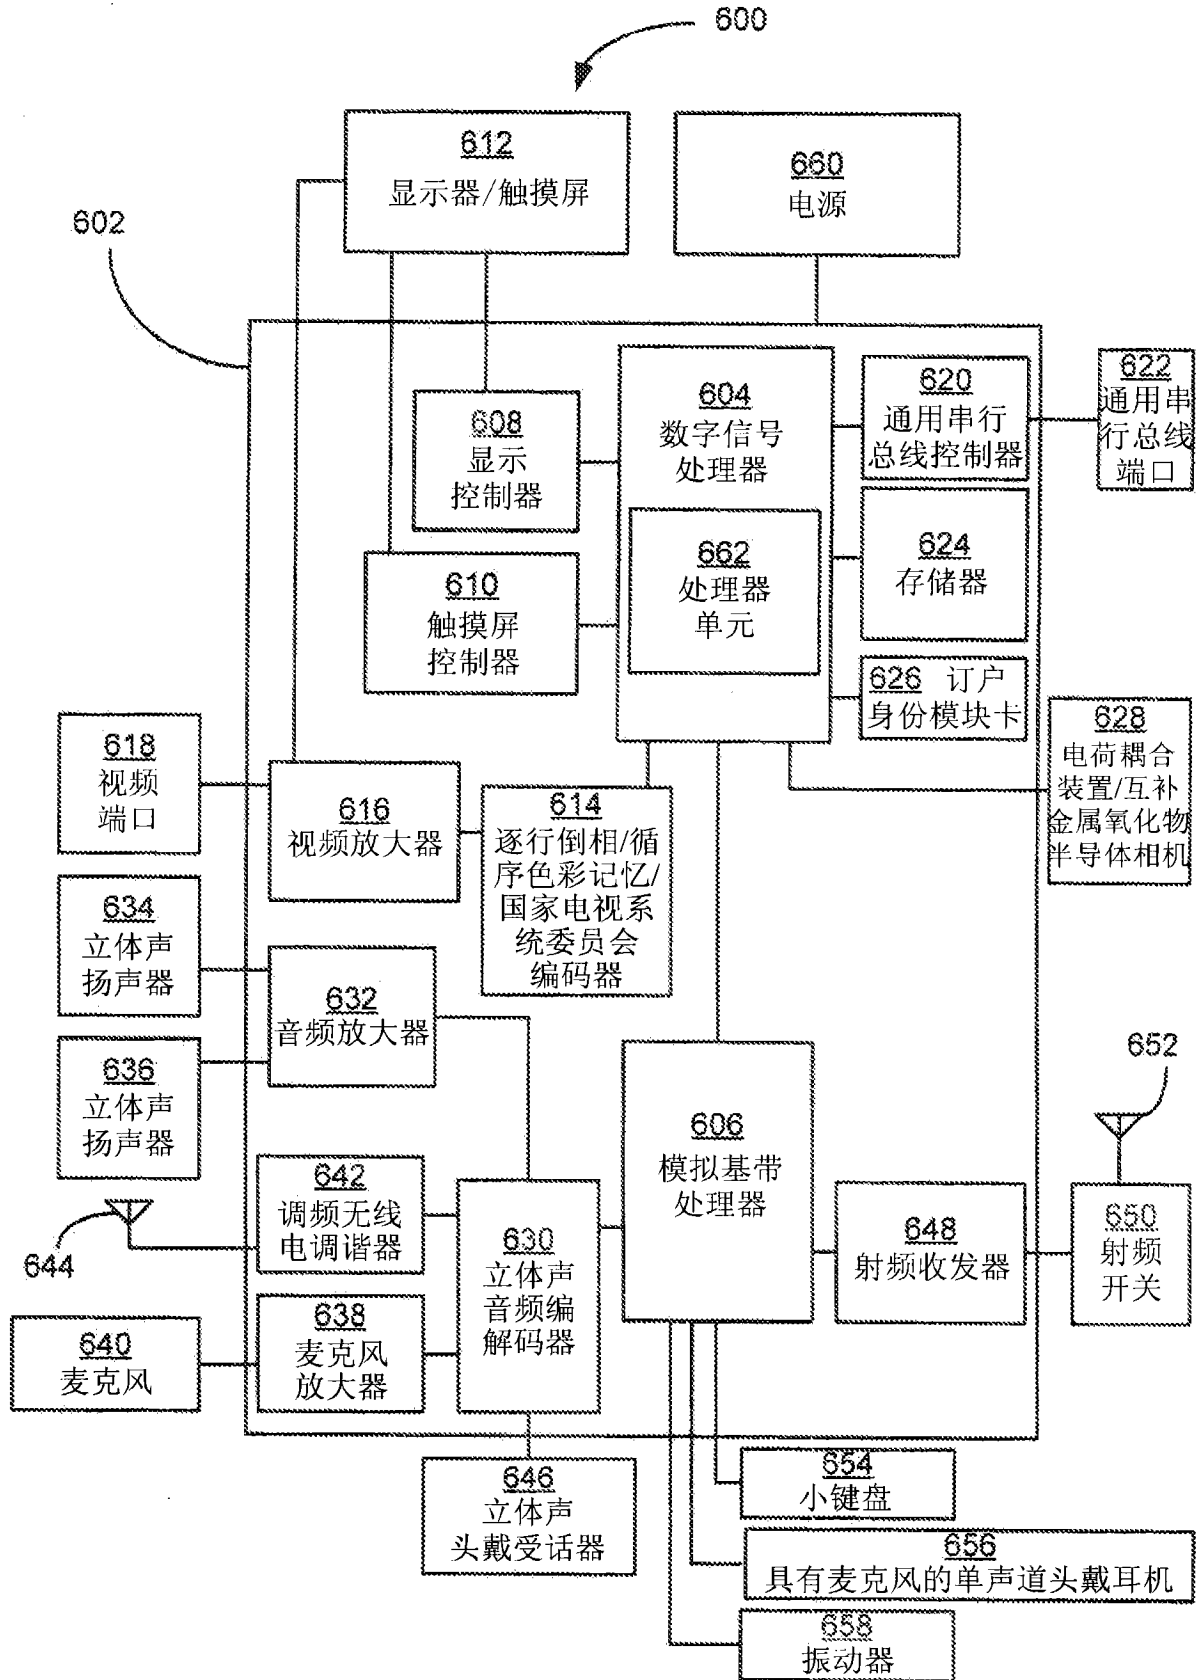 600
612
显示器/触摸屏
660
电源
602
604
数字信号
处理器
620
通用串行
总线控制器
622
通用串
行总线
端口
608
显示
控制器
662
处理器
单元
624
存储器
610
触摸屏
控制器
626 订户
身份模块卡
628
电荷耦合
装置/互补
金属氧化物
半导体相机
618
视频
端口
616
视频放大器
614
逐行倒相/循
序色彩记忆/
国家电视系
统委员会
编码器
634
立体声
扬声器
632
音频放大器
636
立体声
扬声器
652
606
模拟基带
处理器
642
调频无线
电调谐器
644
630
立体声
音频编
解码器
648
射频收发器
650
射频
开关
638
麦克风
放大器
640
麦克风
646
立体声
头戴受话器
654
小键盘
656
具有麦克风的单声道头戴耳机
658
振动器